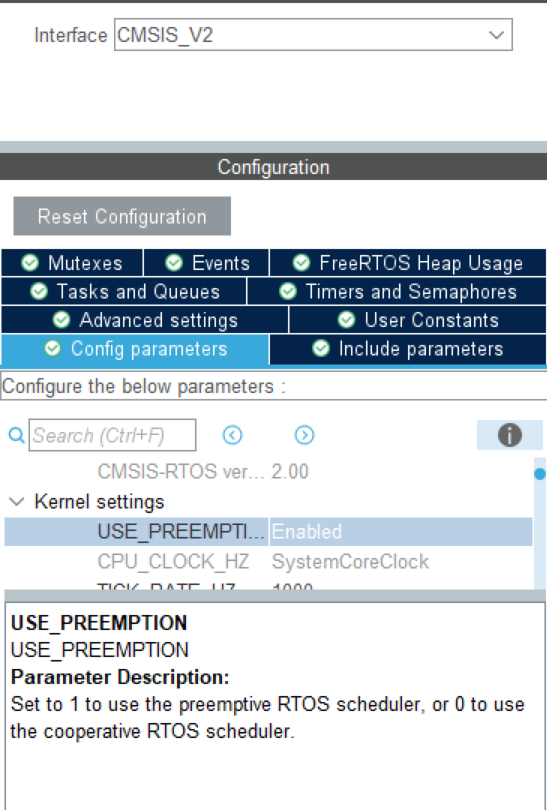 Interface CMSIS_V2
Configuration
Reset Configuration
Mutexes Events FreeRTOS Heap Usage
Tasks and Queues Timers and Semaphores
Advanced settings User Constants
Config parameters Include parameters
Configure the below parameters :
Search (Ctrl+F)
CMSIS-RTOS ver... 2.00
Kernel settings
USE_PREEMPTI... Enabled
CPU_CLOCK_HZ SystemCoreClock
TICK_RATE_HZ 1000
USE_PREEMPTION
USE_PREEMPTION
Parameter Description:
Set to 1 to use the preemptive RTOS scheduler, or 0 to use
the cooperative RTOS scheduler.